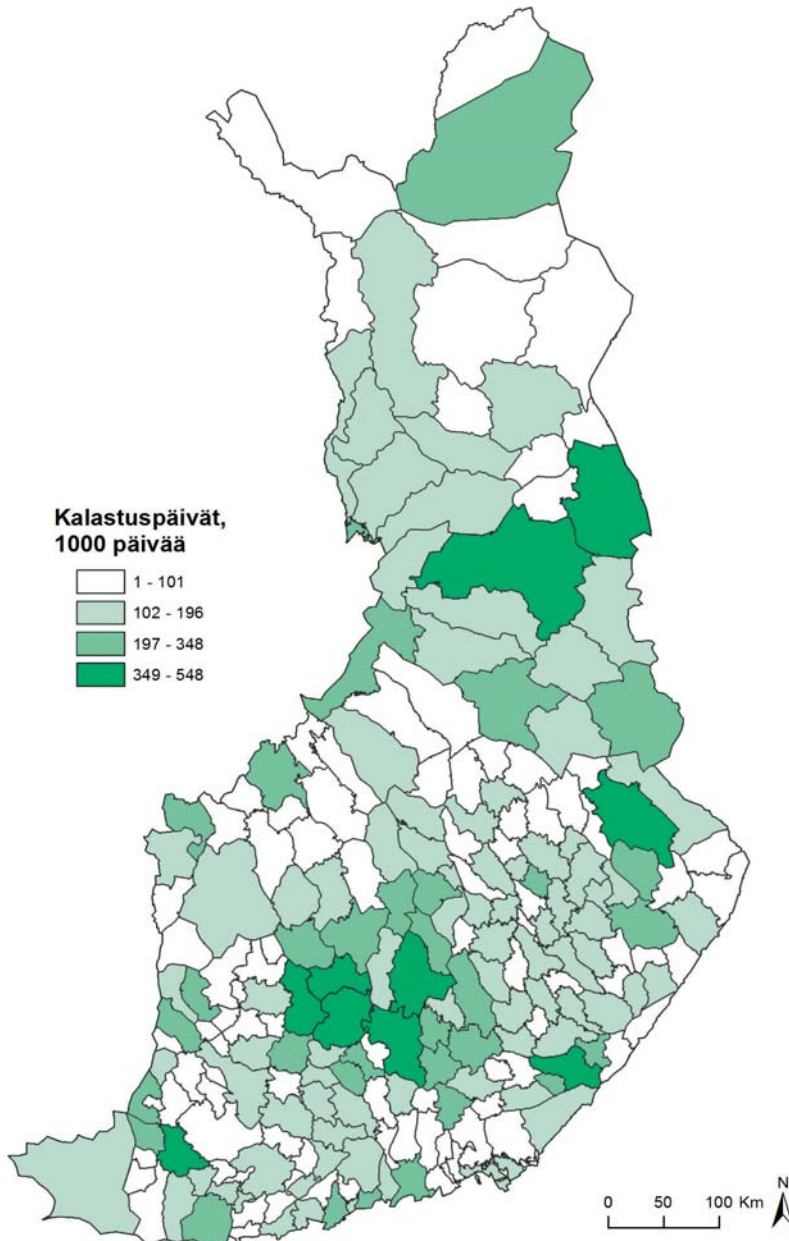 Kalastuspäivät,
1000 päivää
1 - 101
102 - 196
197 - 348
349 - 548
N
0 50 100 Km